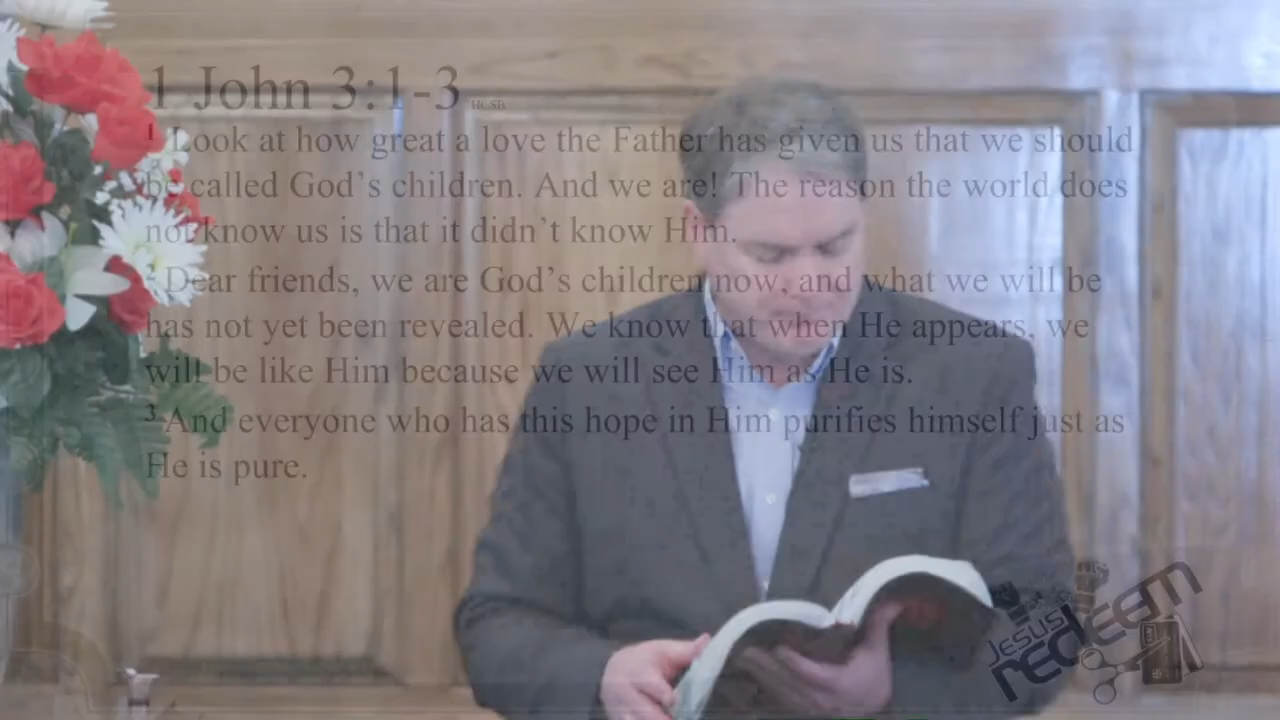 1 John 3:1-3 HCSB
1 Look at how great a love the Father has given us that we should
be called God’s children. And we are! The reason the world does
not know us is that it didn’t know Him.
2 Dear friends, we are God’s children now, and what we will be
has not yet been revealed. We know that when He appears, we
will be like Him because we will see Him as He is.
3 And everyone who has this hope in Him purifies himself just as
He is pure.
JESUS
redeem